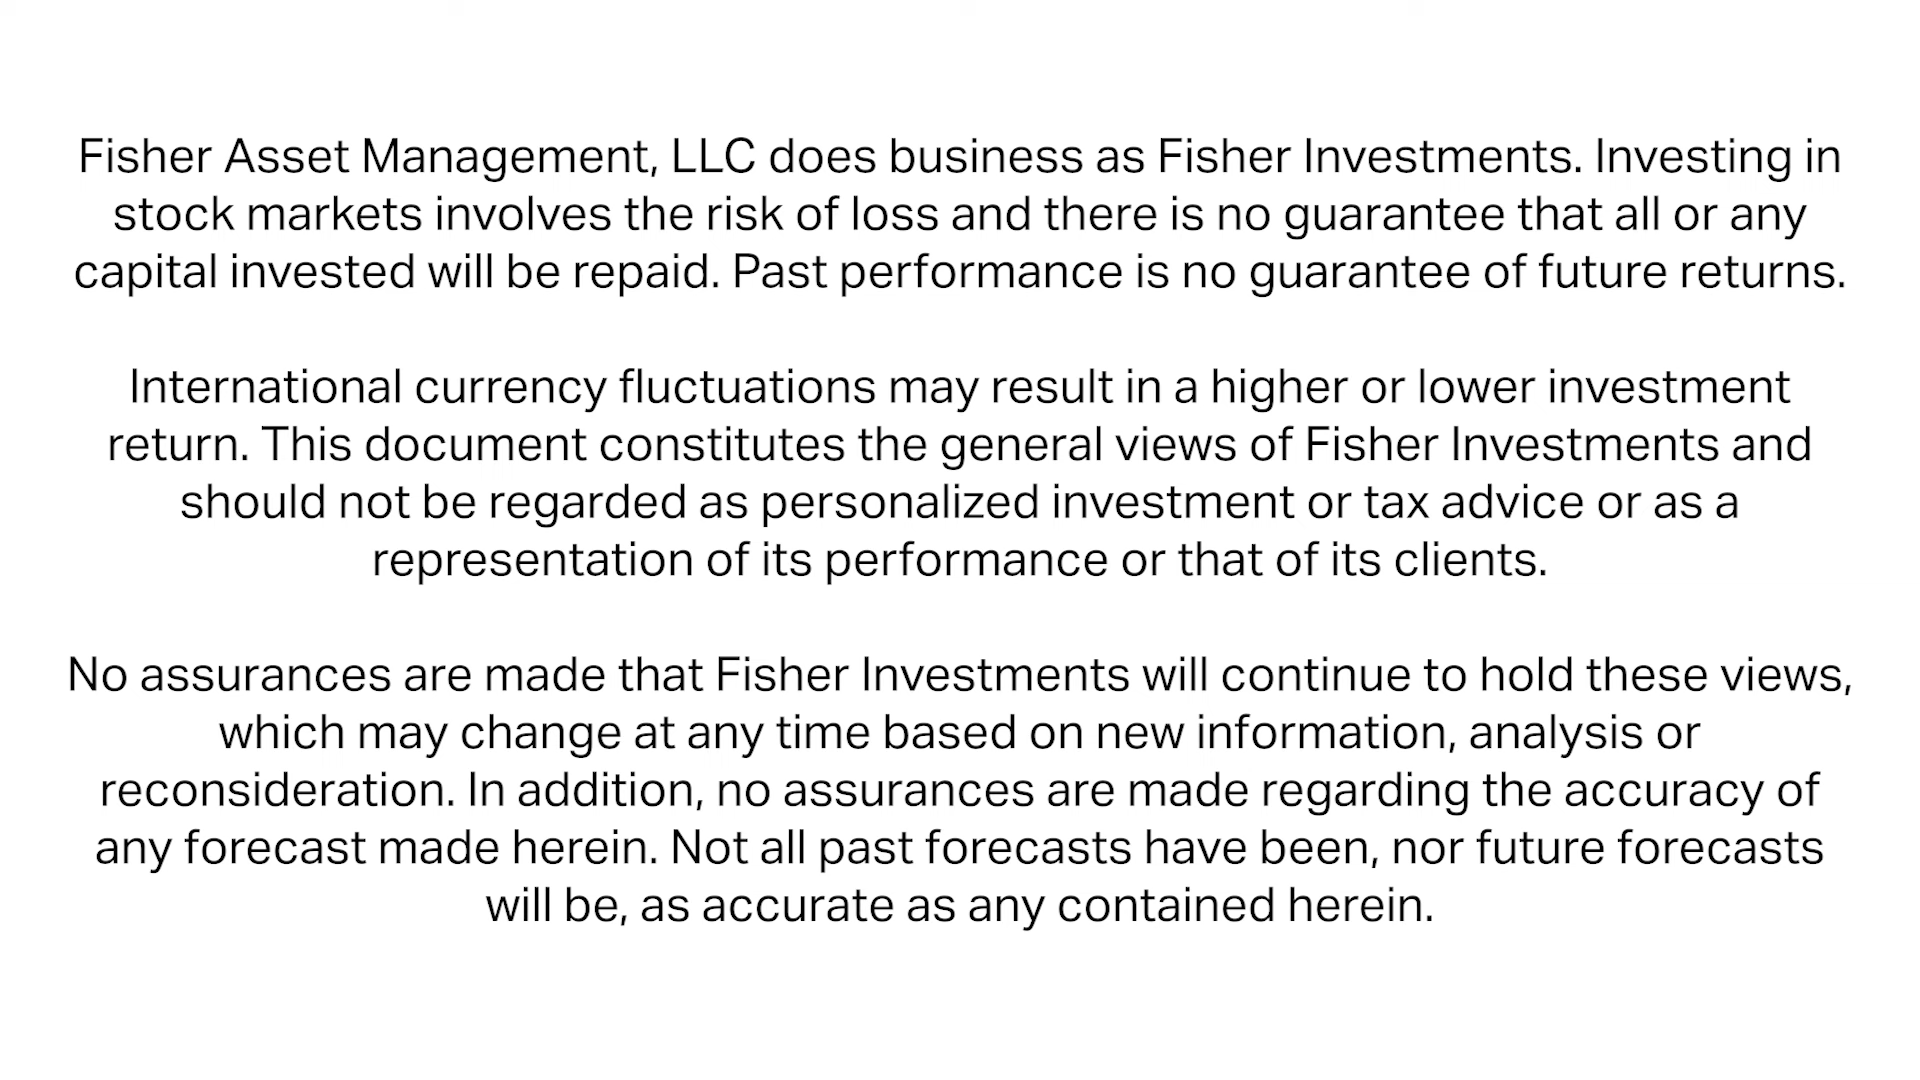 Fisher Asset Management, LLC does business as Fisher Investments. Investing in
stock markets involves the risk of loss and there is no guarantee that all or any
capital invested will be repaid. Past performance is no guarantee of future returns.
International currency fluctuations may result in a higher or lower investment
return. This document constitutes the general views of Fisher Investments and
should not be regarded as personalized investment or tax advice or as a
representation of its performance or that of its clients.
No assurances are made that Fisher Investments will continue to hold these views,
which may change at any time based on new information, analysis or
reconsideration. In addition, no assurances are made regarding the accuracy of
any forecast made herein. Not all past forecasts have been, nor future forecasts
will be, as accurate as any contained herein.